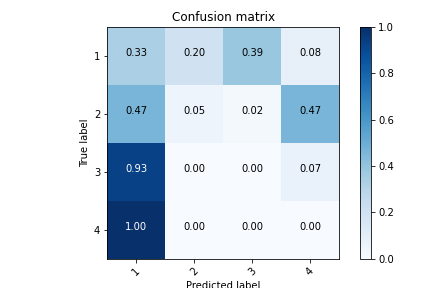 Confusion matrix
1.0
1 0.33 0.20 0.39 0.08
0.8
2 0.47 0.05 0.02 0.47
0.6
True label
0.4
3 0.93 0.00 0.00 0.07
0.2
4 1.00 0.00 0.00 0.00
0.0
1 2 3 4
Predicted label